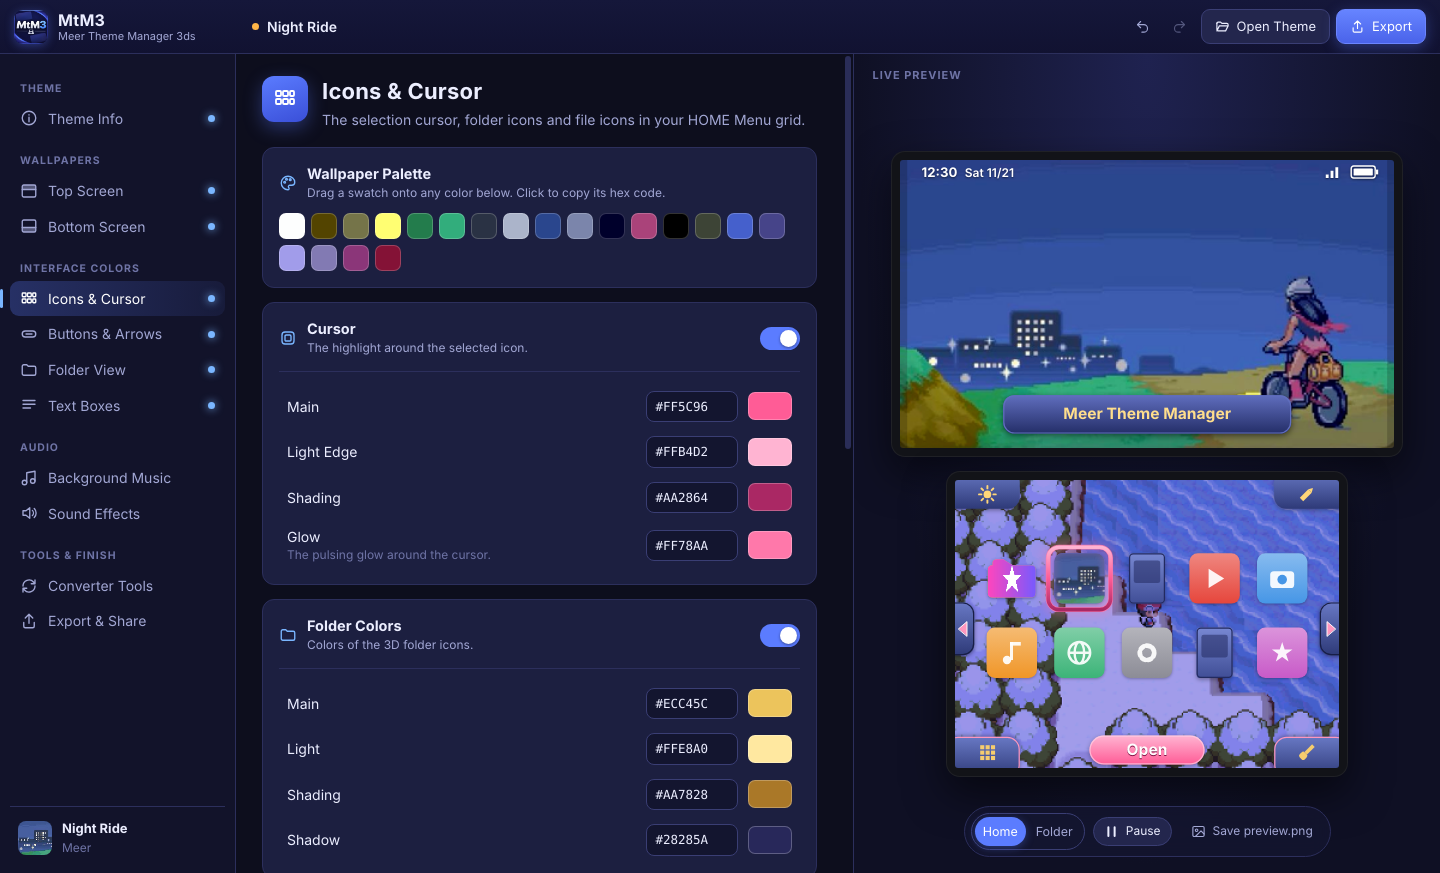 MtM3
MtM3
Meer Theme Manager 3ds
Night Ride
Open Theme
Export
THEME
Theme Info
WALLPAPERS
Top Screen
Bottom Screen
INTERFACE COLORS
Icons & Cursor
Buttons & Arrows
Folder View
Text Boxes
AUDIO
Background Music
Sound Effects
TOOLS & FINISH
Converter Tools
Export & Share
Night Ride
Meer
Icons & Cursor
The selection cursor, folder icons and file icons in your HOME Menu grid.
Wallpaper Palette
Drag a swatch onto any color below. Click to copy its hex code.
Cursor
The highlight around the selected icon.
Main #FF5C96
Light Edge #FFB4D2
Shading #AA2864
Glow #FF78AA
The pulsing glow around the cursor.
Folder Colors
Colors of the 3D folder icons.
Main #ECC45C
Light #FFE8A0
Shading #AA7828
Shadow #28285A
LIVE PREVIEW
12:30 Sat 11/21
Meer Theme Manager
Open
Home Folder Pause Save preview.png